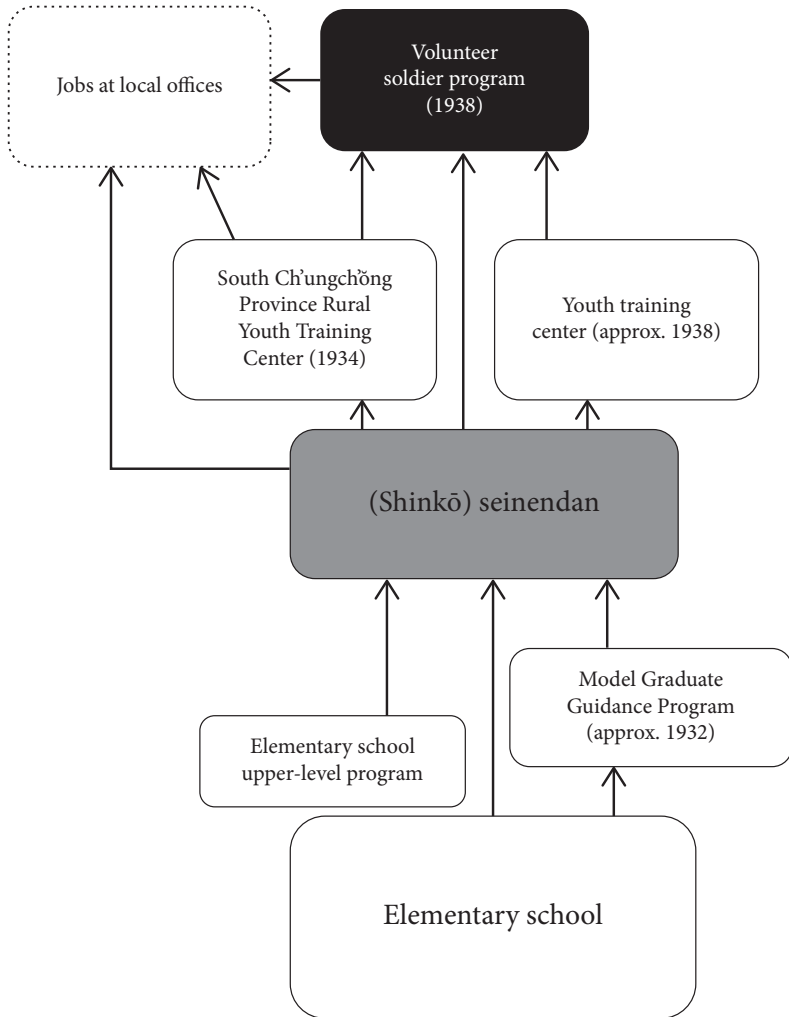 Jobs at local offices
Volunteer
soldier program
(1938)
South Ch’ungch’ŏng
Province Rural
Youth Training
Center (1934)
Youth training
center (approx. 1938)
(Shinkō) seinendan
Model Graduate
Guidance Program
(approx. 1932)
Elementary school
upper-level program
Elementary school